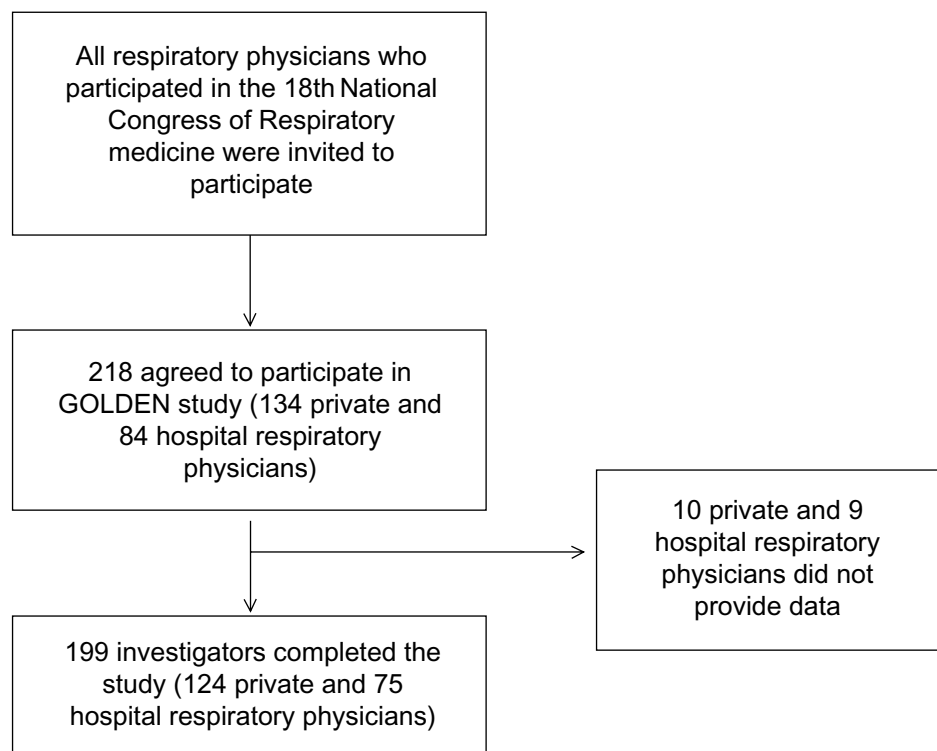 All respiratory physicians who
participated in the 18th National
Congress of Respiratory
medicine were invited to
participate
218 agreed to participate in
GOLDEN study (134 private and
84 hospital respiratory
physicians)
10 private and 9
hospital respiratory
physicians did not
provide data
199 investigators completed the
study (124 private and 75
hospital respiratory physicians)